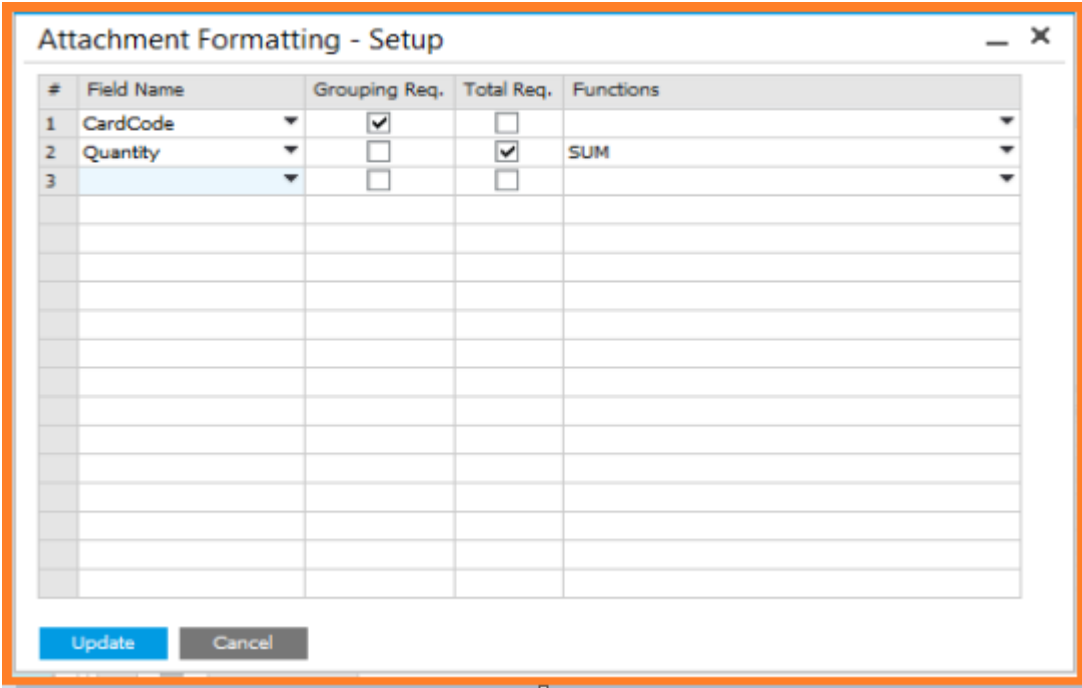 Attachment Formatting - Setup
# Field Name Grouping Req. Total Req. Functions
1 CardCode
2 Quantity SUM
3
Update Cancel